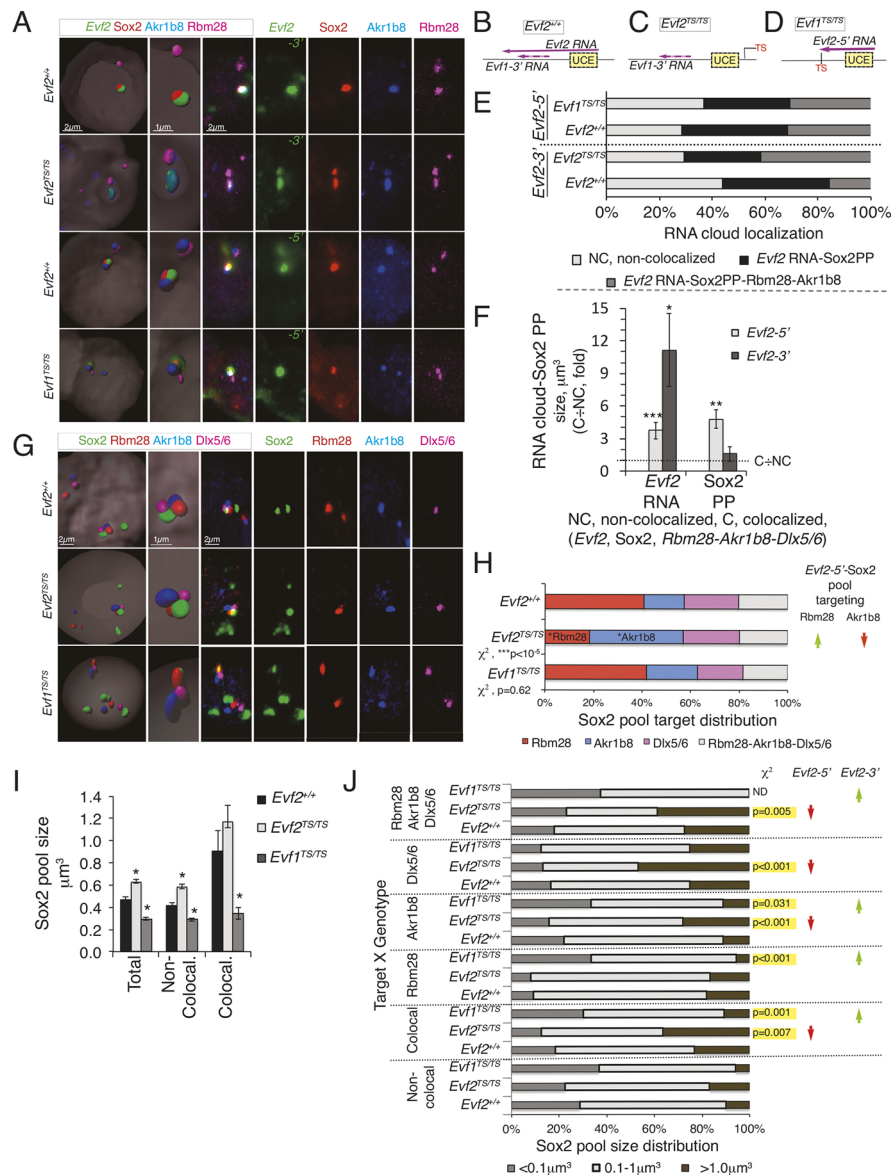 A
Evf2 Sox2 Akr1b8 Rbm28
Evf2 Sox2 Akr1b8 Rbm28
Evf2+/+
2µm 1µm 2µm
-3'
Evf2TS/TS
-3'
Evf2+/+
-5'
Evf1TS/TS
-5'
B
Evf2+/+
Evf2 RNA
Evf1-3' RNA
UCE
C
Evf2TS/TS
TS
Evf1-3' RNA
UCE
D
Evf1TS/TS
Evf2-5' RNA
TS
UCE
E
Evf2-5'
Evf1TS/TS
Evf2+/+
Evf2-3'
Evf2TS/TS
Evf2+/+
0% 20% 40% 60% 80% 100%
RNA cloud localization
NC, non-colocalized
Evf2 RNA-Sox2PP
Evf2 RNA-Sox2PP-Rbm28-Akr1b8
F
RNA cloud-Sox2 PP
size, µm3
(C÷NC, fold)
15
12
9
6
3
0
***
*
**
Evf2-5'
Evf2-3'
C÷NC
Evf2
RNA
Sox2
PP
NC, non-colocalized, C, colocalized,
(Evf2, Sox2, Rbm28-Akr1b8-Dlx5/6)
G
Sox2 Rbm28 Akr1b8 Dlx5/6
Sox2 Rbm28 Akr1b8 Dlx5/6
Evf2+/+
2µm 1µm 2µm
Evf2TS/TS
Evf1TS/TS
H
Evf2-5'-Sox2
pool
targeting
Rbm28 Akr1b8
Evf2+/+
Evf2TS/TS
*Rbm28 *Akr1b8
χ2, ***p<10-5
Evf1TS/TS
χ2, p=0.62
0% 20% 40% 60% 80% 100%
Sox2 pool target distribution
Rbm28 Akr1b8 Dlx5/6 Rbm28-Akr1b8-Dlx5/6
I
Sox2 pool size
µm3
1.4
1.2
1.0
0.8
0.6
0.4
0.2
0.0
Evf2+/+
Evf2TS/TS
Evf1TS/TS
* * * * *
Total
Non-
Colocal.
Colocal.
J
χ2 Evf2-5' Evf2-3'
Target X Genotype
Rbm28
Akr1b8
Dlx5/6
Evf1TS/TS ND
Evf2TS/TS p=0.005
Evf2+/+
Dlx5/6
Evf1TS/TS
Evf2TS/TS p<0.001
Evf2+/+
Akr1b8
Evf1TS/TS p=0.031
Evf2TS/TS p<0.001
Evf2+/+
Rbm28
Evf1TS/TS p<0.001
Evf2TS/TS
Evf2+/+
Colocal
Evf1TS/TS p=0.001
Evf2TS/TS p=0.007
Evf2+/+
Non-
colocal
Evf1TS/TS
Evf2TS/TS
Evf2+/+
0% 20% 40% 60% 80% 100%
Sox2 pool size distribution
<0.1µm3 0.1-1µm3 >1.0µm3